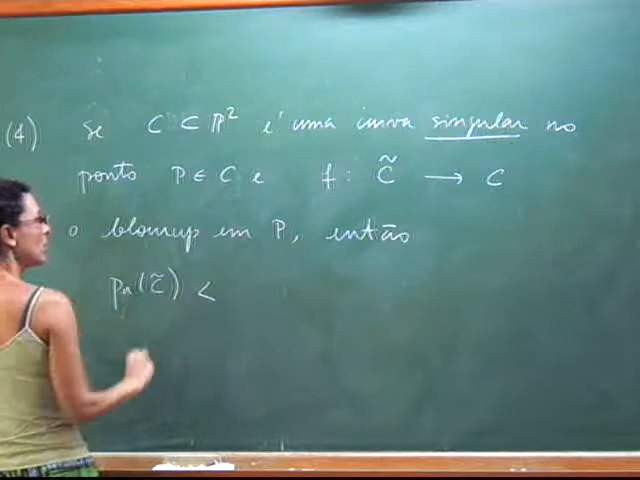 (4) Se C ⊂ ℙ² é uma curva singular no
ponto P ∈ C e f : C̃ → C
o blowup em P, então
pₐ(C̃) <